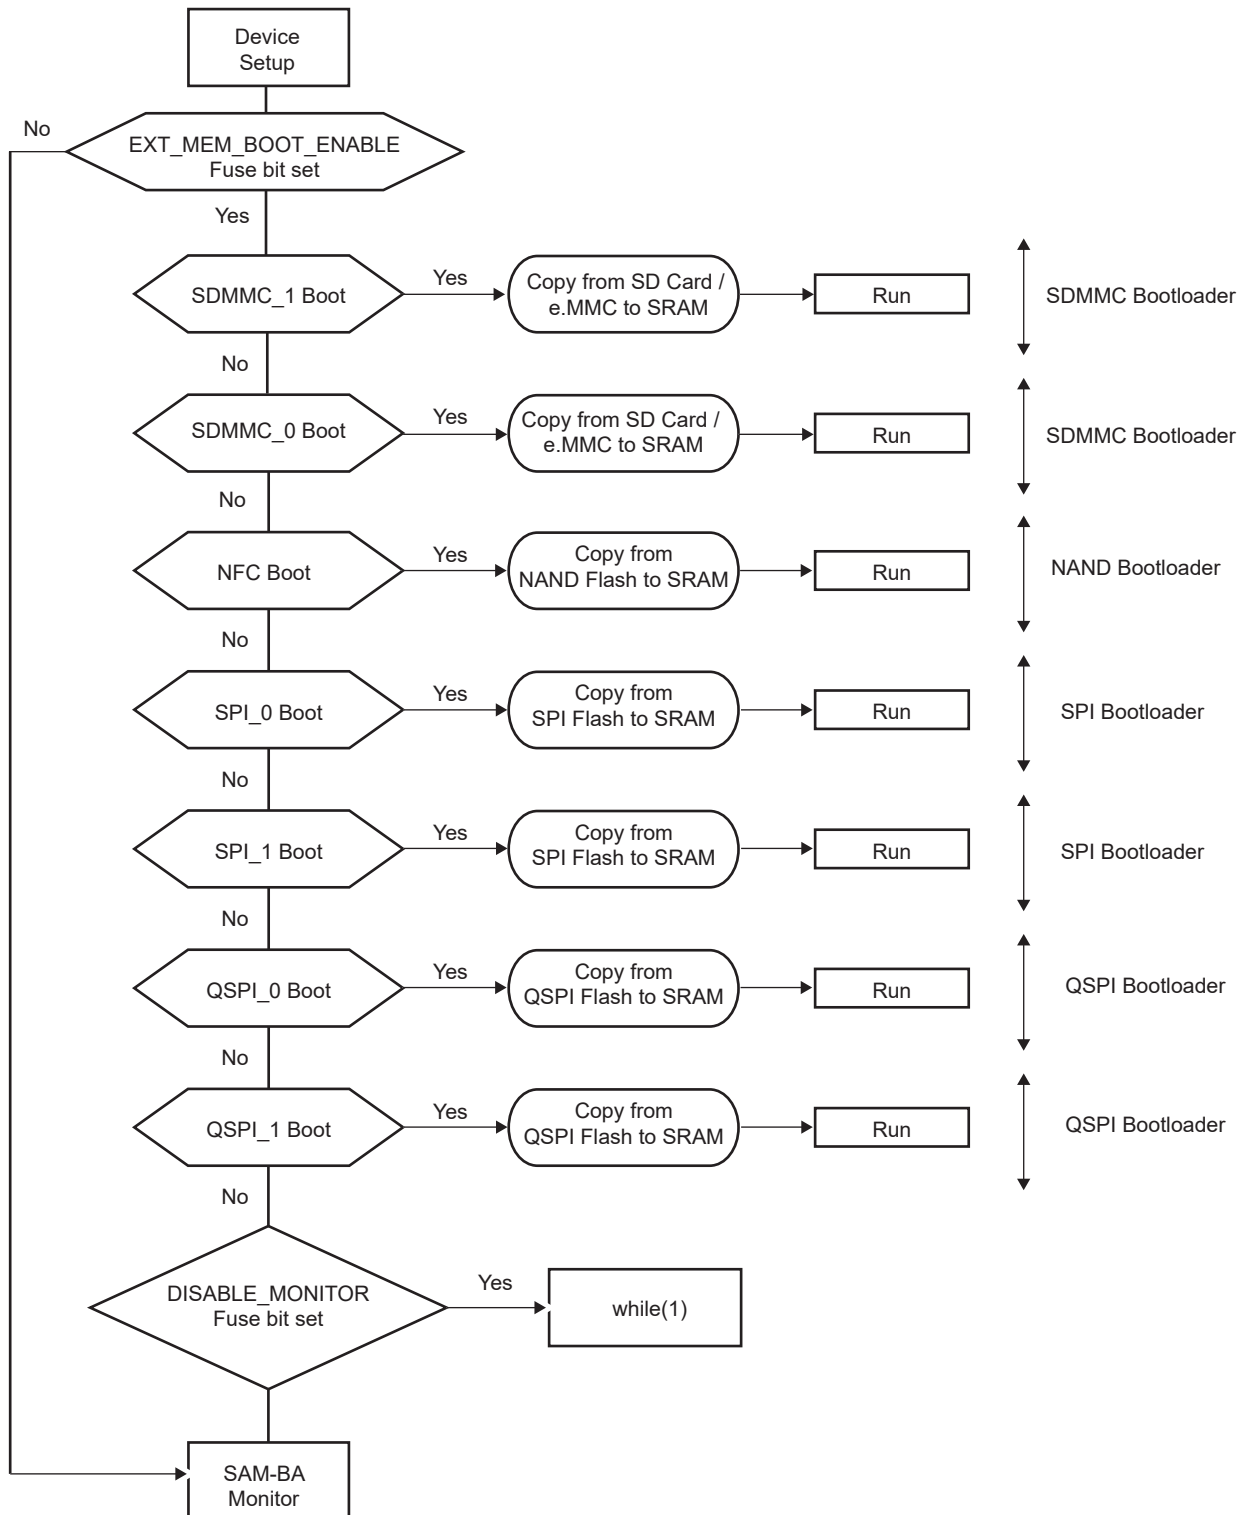 Device
Setup
No
EXT_MEM_BOOT_ENABLE
Fuse bit set
Yes
SDMMC_1 Boot
Yes
Copy from SD Card /
e.MMC to SRAM
Run
SDMMC Bootloader
No
SDMMC_0 Boot
Yes
Copy from SD Card /
e.MMC to SRAM
Run
SDMMC Bootloader
No
NFC Boot
Yes
Copy from
NAND Flash to SRAM
Run
NAND Bootloader
No
SPI_0 Boot
Yes
Copy from
SPI Flash to SRAM
Run
SPI Bootloader
No
SPI_1 Boot
Yes
Copy from
SPI Flash to SRAM
Run
SPI Bootloader
No
QSPI_0 Boot
Yes
Copy from
QSPI Flash to SRAM
Run
QSPI Bootloader
No
QSPI_1 Boot
Yes
Copy from
QSPI Flash to SRAM
Run
QSPI Bootloader
No
DISABLE_MONITOR
Fuse bit set
Yes
while(1)
SAM-BA
Monitor